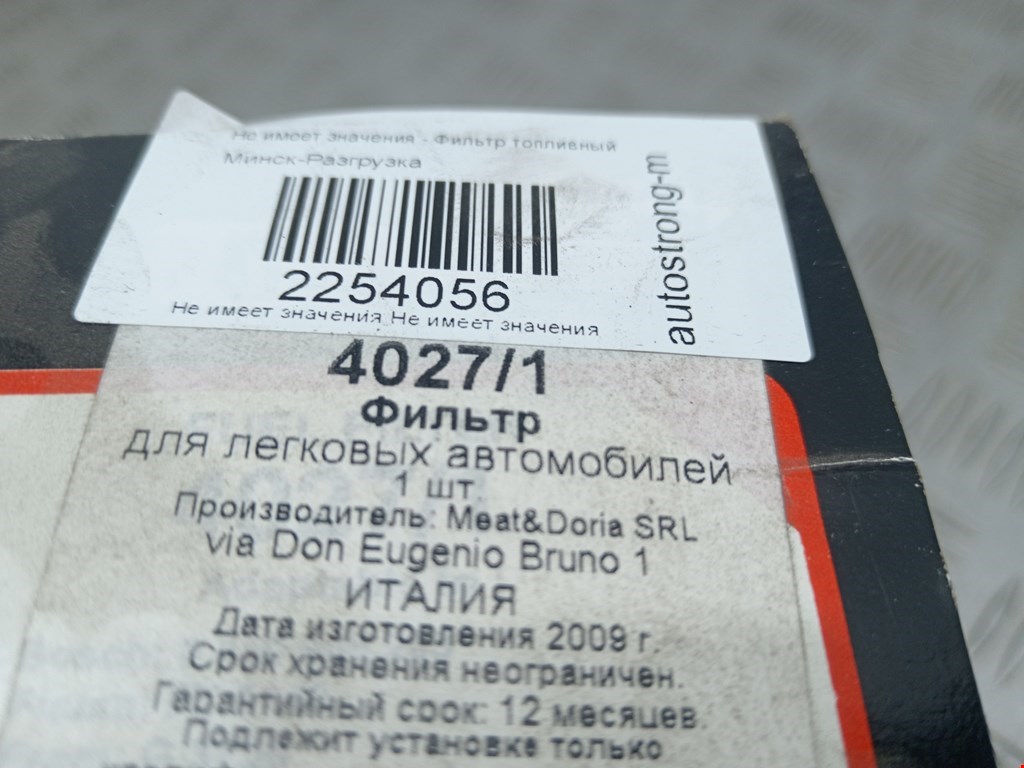 Не имеет значения - Фильтр топливный
Минск-Разгрузка
autostrong-m
2254056
Не имеет значения Не имеет значения
4027/1
Фильтр
для легковых автомобилей
1 шт.
Производитель: Meat&Doria SRL
via Don Eugenio Bruno 1
ИТАЛИЯ
Дата изготовления 2009 г.
Срок хранения неограничен.
Гарантийный срок: 12 месяцев.
Подлежит установке только